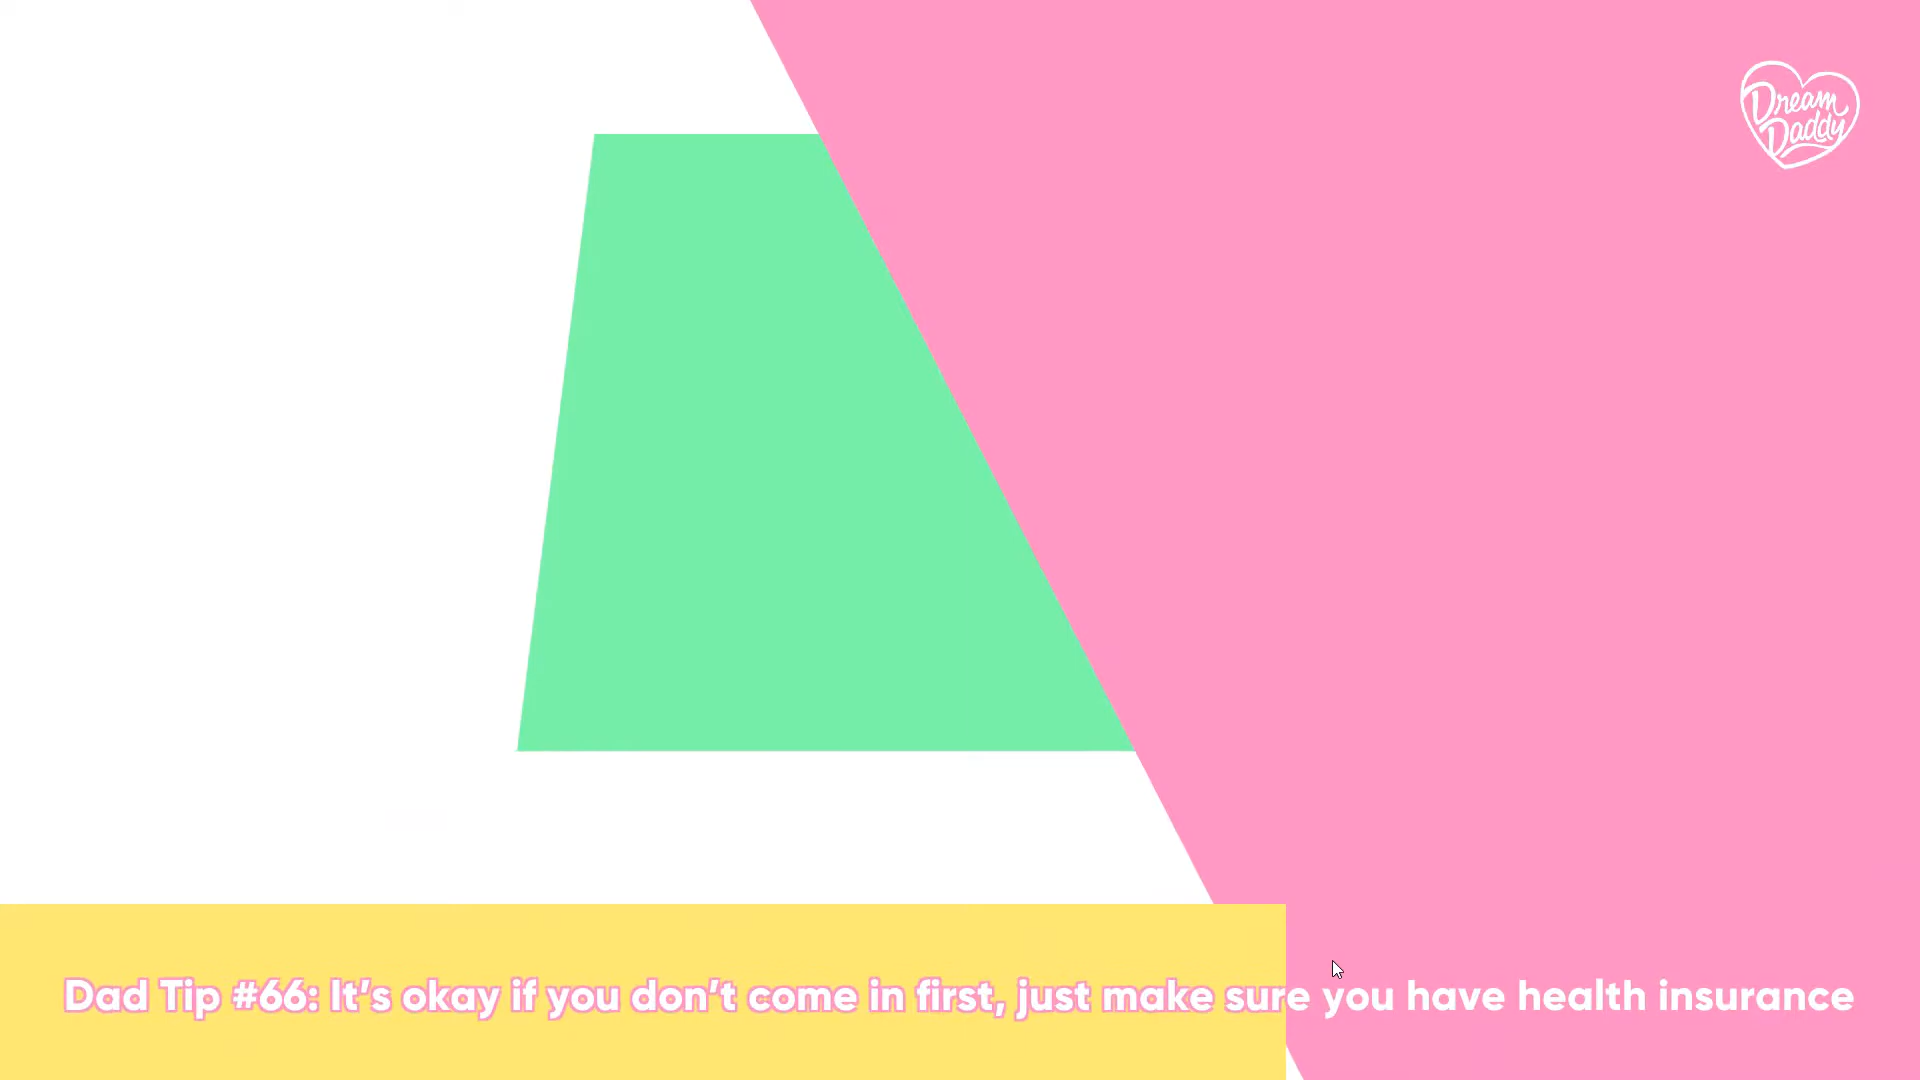 Dream
Daddy
Dad Tip #66: It’s okay if you don’t come in first, just make sure you have health insurance